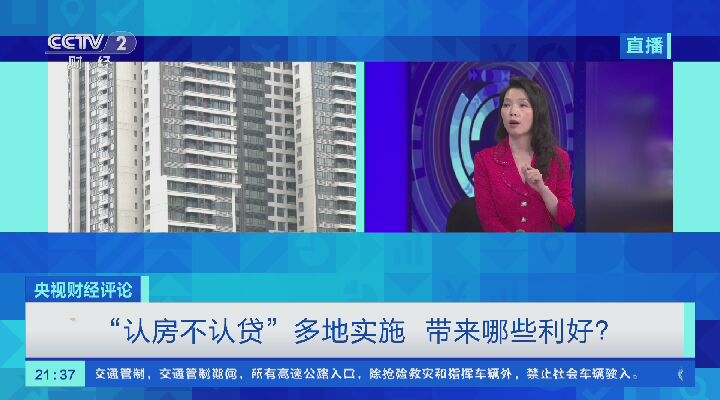 CCTV 2
财经
直播
央视财经评论
“认房不认贷”多地实施 带来哪些利好?
21:37 交通管制，交通管制期间，所有高速公路入口，除抢险救灾和指挥车辆外，禁止社会车辆驶入。